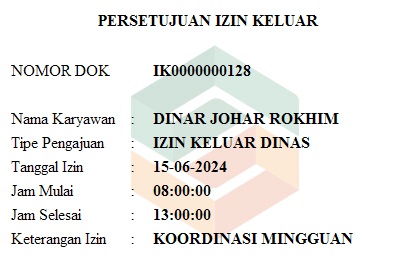 PERSETUJUAN IZIN KELUAR
NOMOR DOK IK0000000128
Nama Karyawan : DINAR JOHAR ROKHIM
Tipe Pengajuan : IZIN KELUAR DINAS
Tanggal Izin : 15-06-2024
Jam Mulai : 08:00:00
Jam Selesai : 13:00:00
Keterangan Izin : KOORDINASI MINGGUAN